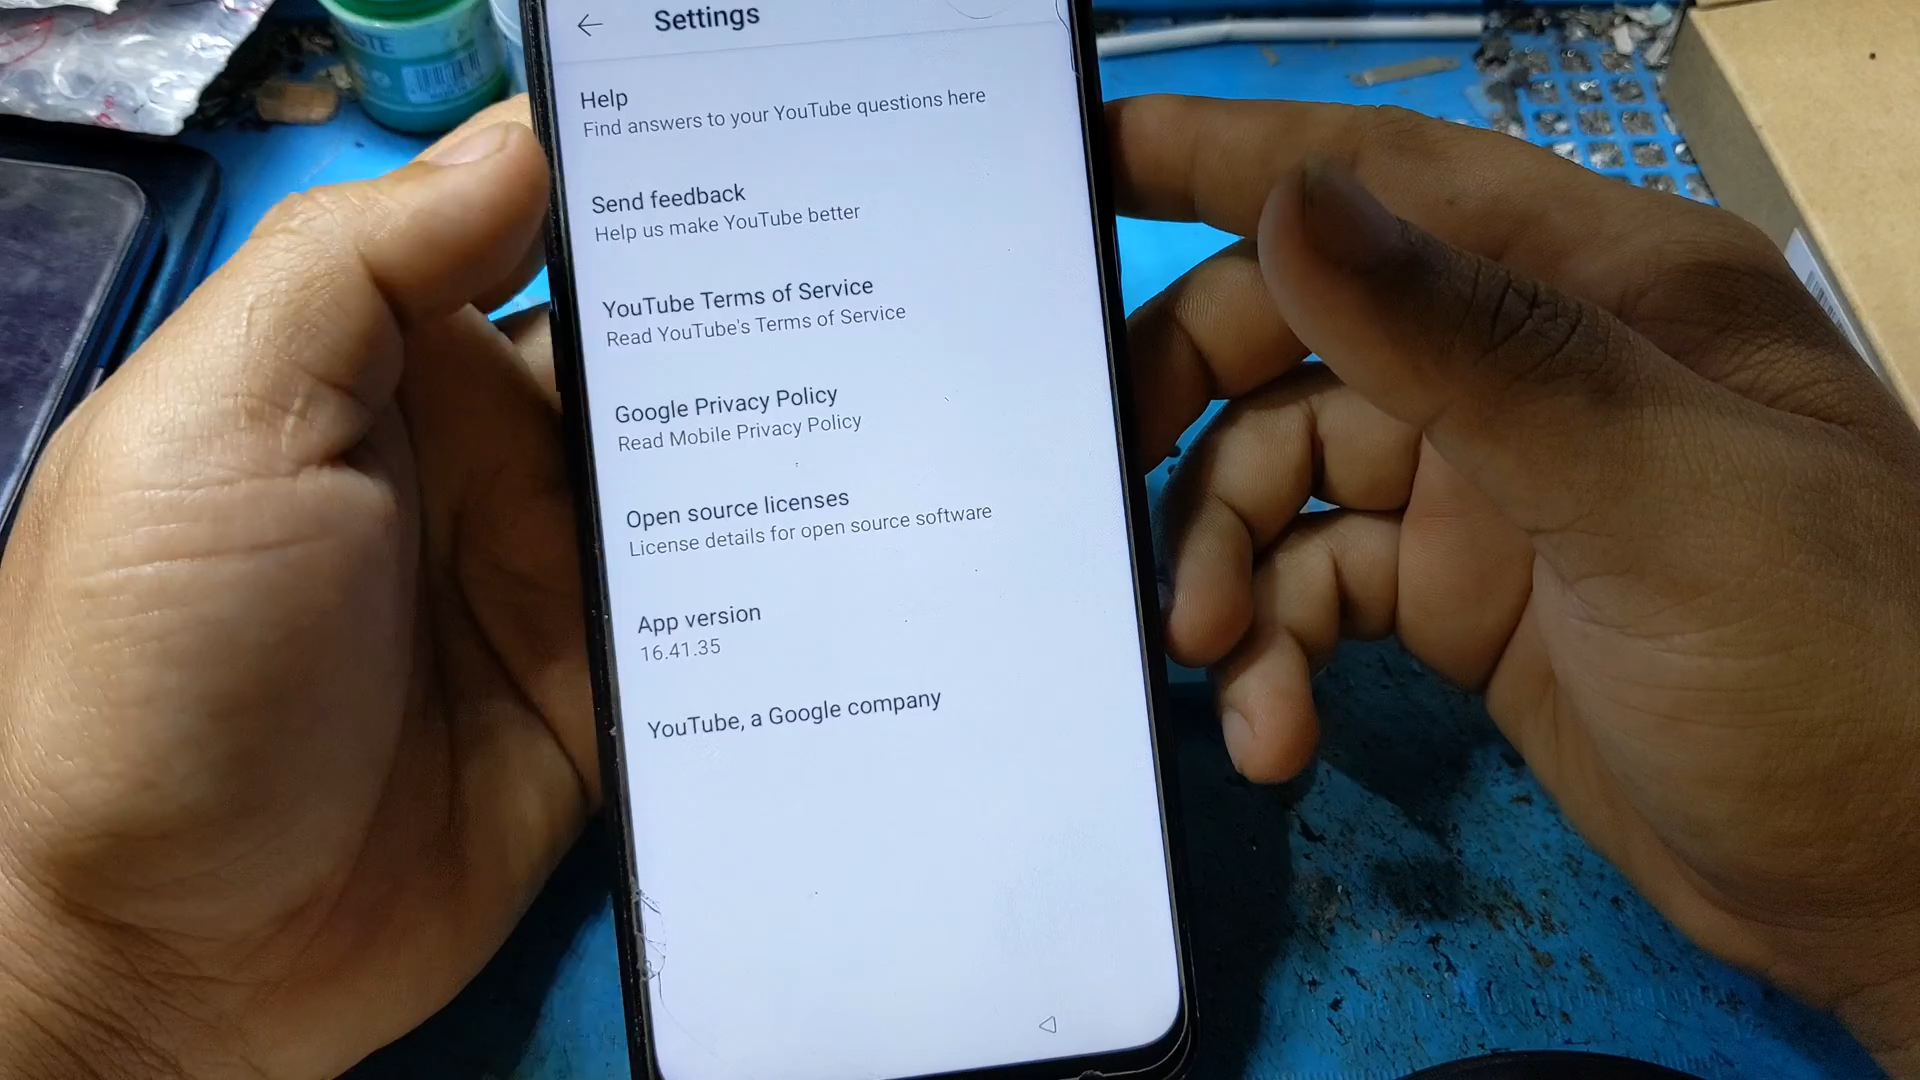 Settings
Help
Find answers to your YouTube questions here
Send feedback
Help us make YouTube better
YouTube Terms of Service
Read YouTube's Terms of Service
Google Privacy Policy
Read Mobile Privacy Policy
Open source licenses
License details for open source software
App version
16.41.35
YouTube, a Google company